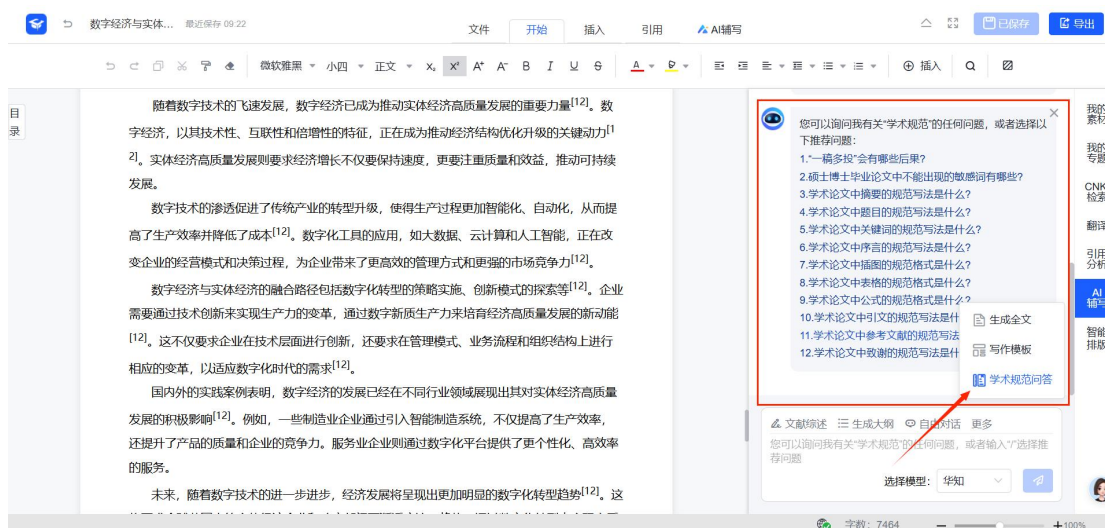 数字经济与实体... 最近保存 09:22
文件 开始 插入 引用 AI辅写
已保存 导出
微软雅黑 小四 正文 X₂ X² A⁺ A⁻ B I U S A 插入
目录
随着数字技术的飞速发展，数字经济已成为推动实体经济高质量发展的重要力量[12]。数
字经济，以其技术性、互联性和倍增性的特征，正在成为推动经济结构优化升级的关键动力[1
2]。实体经济高质量发展则要求经济增长不仅要保持速度，更要注重质量和效益，推动可持续
发展。
数字技术的渗透促进了传统产业的转型升级，使得生产过程更加智能化、自动化，从而提
高了生产效率并降低了成本[12]。数字化工具的应用，如大数据、云计算和人工智能，正在改
变企业的经营模式和决策过程，为企业带来了更高效的管理方式和更强的市场竞争力[12]。
数字经济与实体经济的融合路径包括数字化转型的策略实施、创新模式的探索等[12]。企业
需要通过技术创新来实现生产力的变革，通过数字新质生产力来培育经济高质量发展的新动能
[12]。这不仅要求企业在技术层面进行创新，还要求在管理模式、业务流程和组织结构上进行
相应的变革，以适应数字化时代的需求[12]。
国内外的实践案例表明，数字经济的发展已经在不同行业领域展现出其对实体经济高质量
发展的积极影响[12]。例如，一些制造业企业通过引入智能制造系统，不仅提高了生产效率，
还提升了产品的质量和企业的竞争力。服务业企业则通过数字化平台提供了更个性化、高效率
的服务。
未来，随着数字技术的进一步进步，经济发展将呈现出更加明显的数字化转型趋势[12]。这
您可以询问我有关“学术规范”的任何问题，或者选择以
下推荐问题：
1.“一稿多投”会有哪些后果？
2.硕士博士毕业论文中不能出现的敏感词有哪些？
3.学术论文中摘要的规范写法是什么？
4.学术论文中题目的规范写法是什么？
5.学术论文中关键词的规范写法是什么？
6.学术论文中序言的规范写法是什么？
7.学术论文中插图的规范格式是什么？
8.学术论文中表格的规范格式是什么？
9.学术论文中公式的规范格式是什么？
10.学术论文中引文的规范格式是什
11.学术论文中参考文献的规范写法
12.学术论文中致谢的规范写法是什
生成全文
写作模板
学术规范问答
文献综述 生成大纲 自由对话 更多
您可以询问我有关“学术规范”的任何问题，或者输入“/”选择推
荐问题
选择模型： 华知
我的
素材
我的
专题
CNK
检索
翻译
引用
分析
AI
辅写
智能
排版
字数：7464 100%